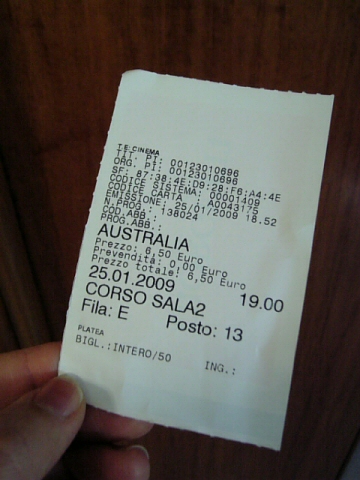 I.E.CINEMA
TIT. PI: 00123010696
ORG. PI: 00123010696
SF: 87:38:4E:D9:28:F6:A4:4E
CODICE SISTEMA: 00001409
CODICE CARTA : A0043175
EMISSIONE: 25/01/2009 18.52
N.PROG.: 138024
COD.ABB.:
PROG.ABB.:
AUSTRALIA
Prezzo: 6,50 Euro
Prevendita: 0,00 Euro
Prezzo totale: 6,50 Euro
25.01.2009 19.00
CORSO SALA2
Fila: E Posto: 13
PLATEA
BIGL.:INTERO/50 ING.: